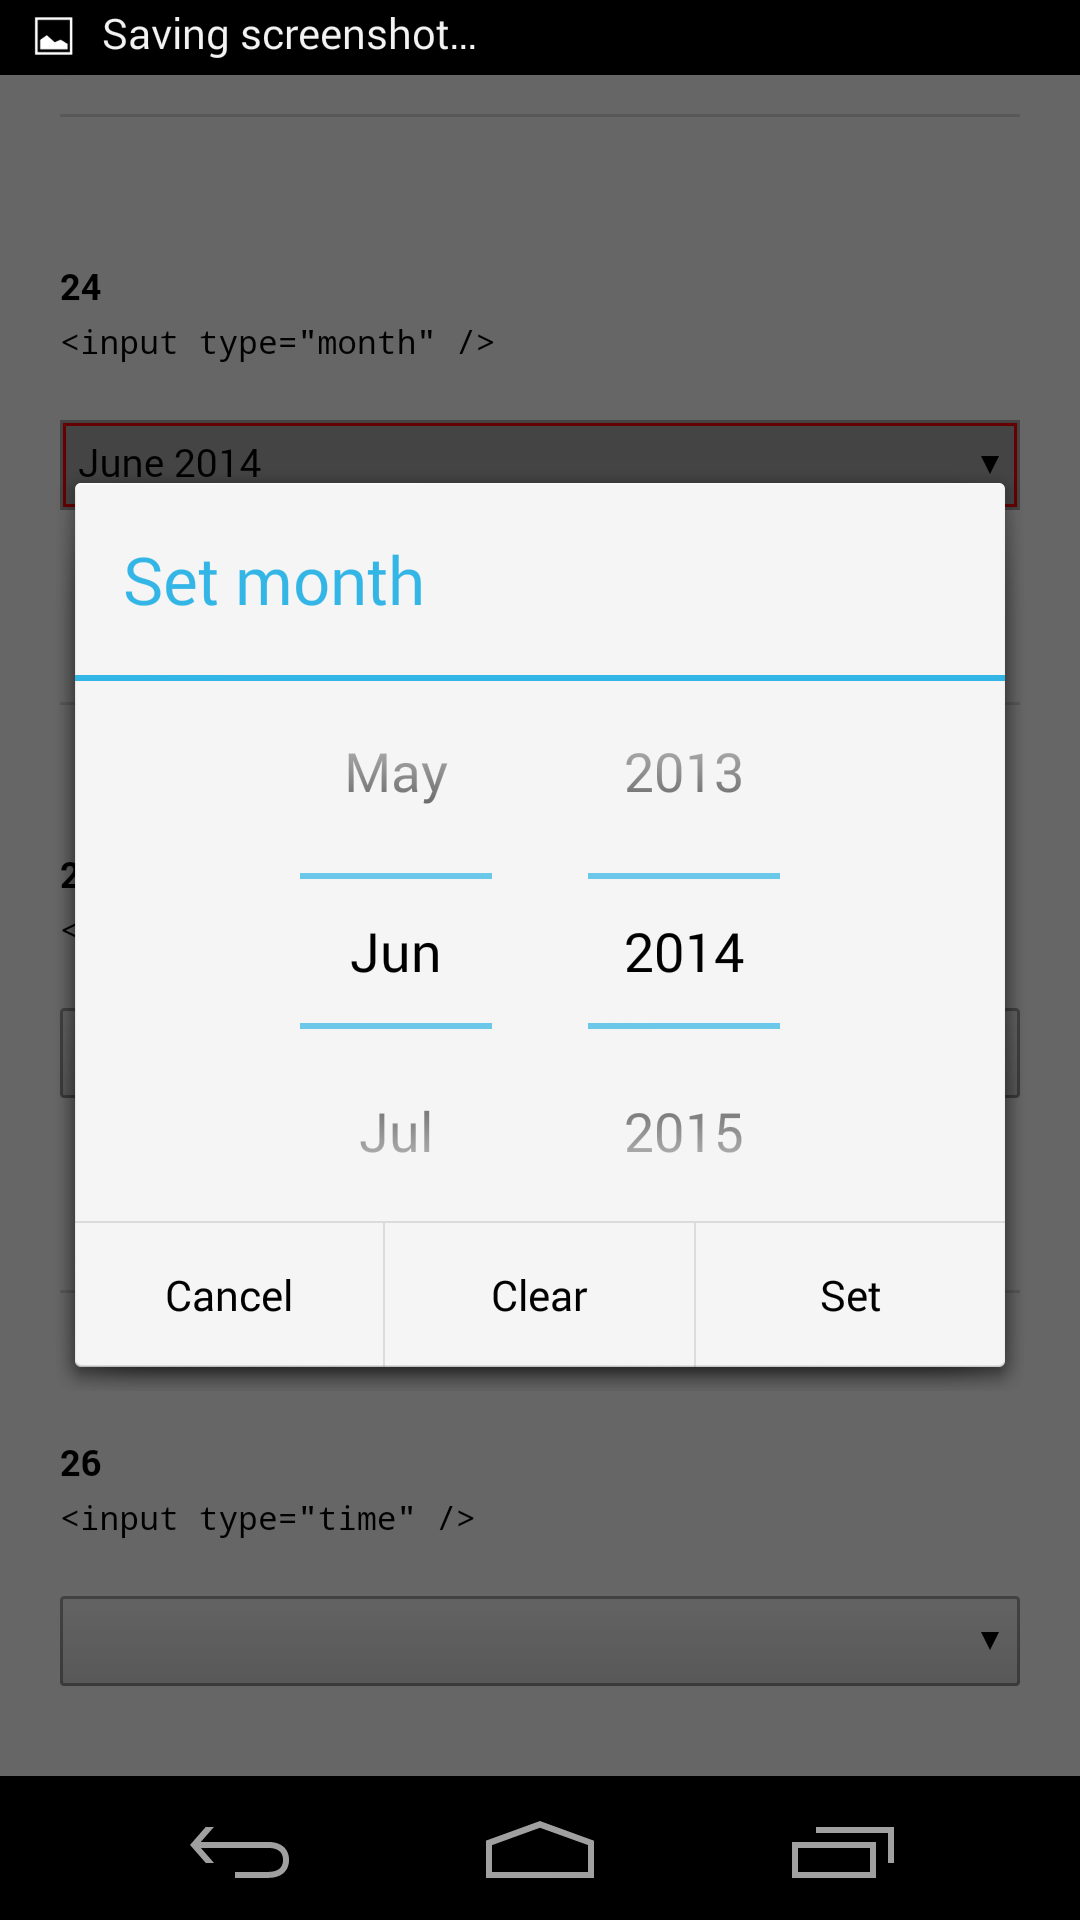 Saving screenshot...
24
<input type="month" />
June 2014
Set month
May 2013
Jun 2014
Jul 2015
Cancel Clear Set
26
<input type="time" />